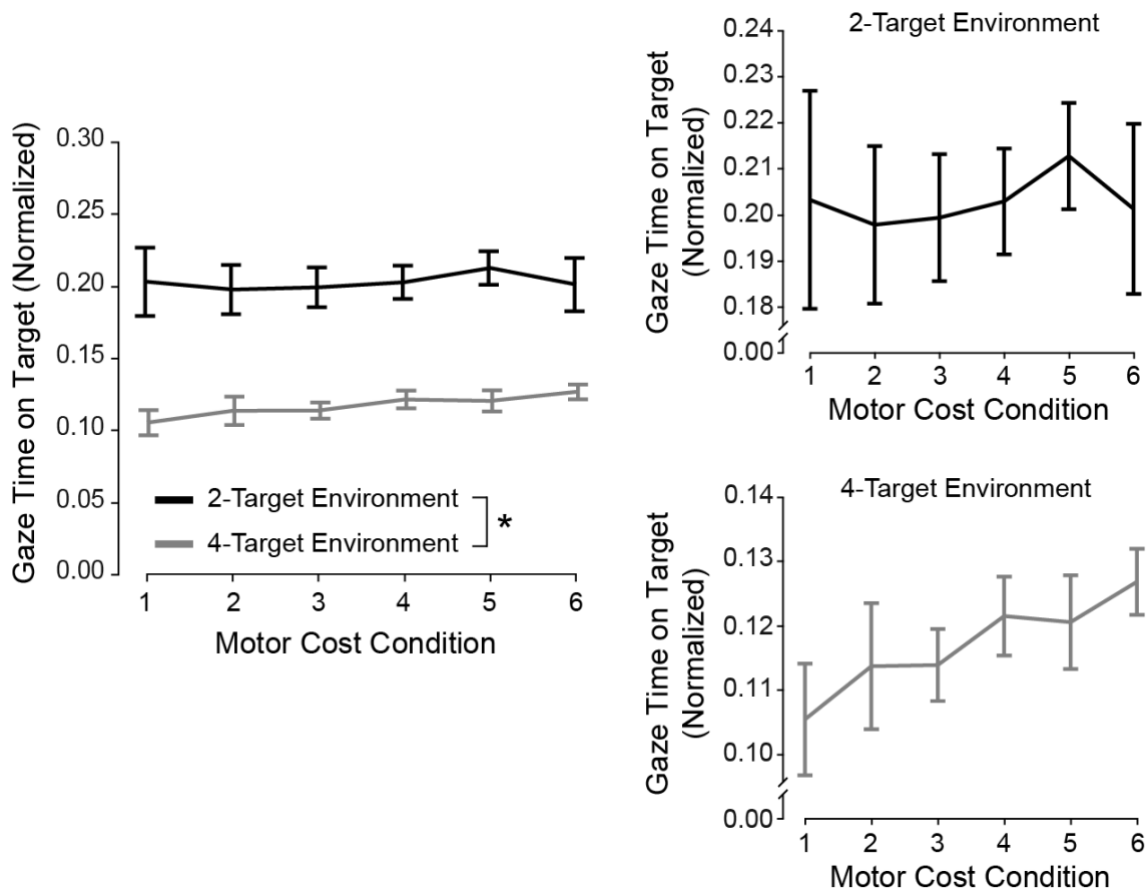 Gaze Time on Target (Normalized)
0.30
0.25
0.20
0.15
0.10
0.05
0.00
2-Target Environment
4-Target Environment
*
1 2 3 4 5 6
Motor Cost Condition
2-Target Environment
Gaze Time on Target
(Normalized)
0.24
0.23
0.22
0.21
0.20
0.19
0.18
0.00
1 2 3 4 5 6
Motor Cost Condition
4-Target Environment
Gaze Time on Target
(Normalized)
0.14
0.13
0.12
0.11
0.10
0.00
1 2 3 4 5 6
Motor Cost Condition